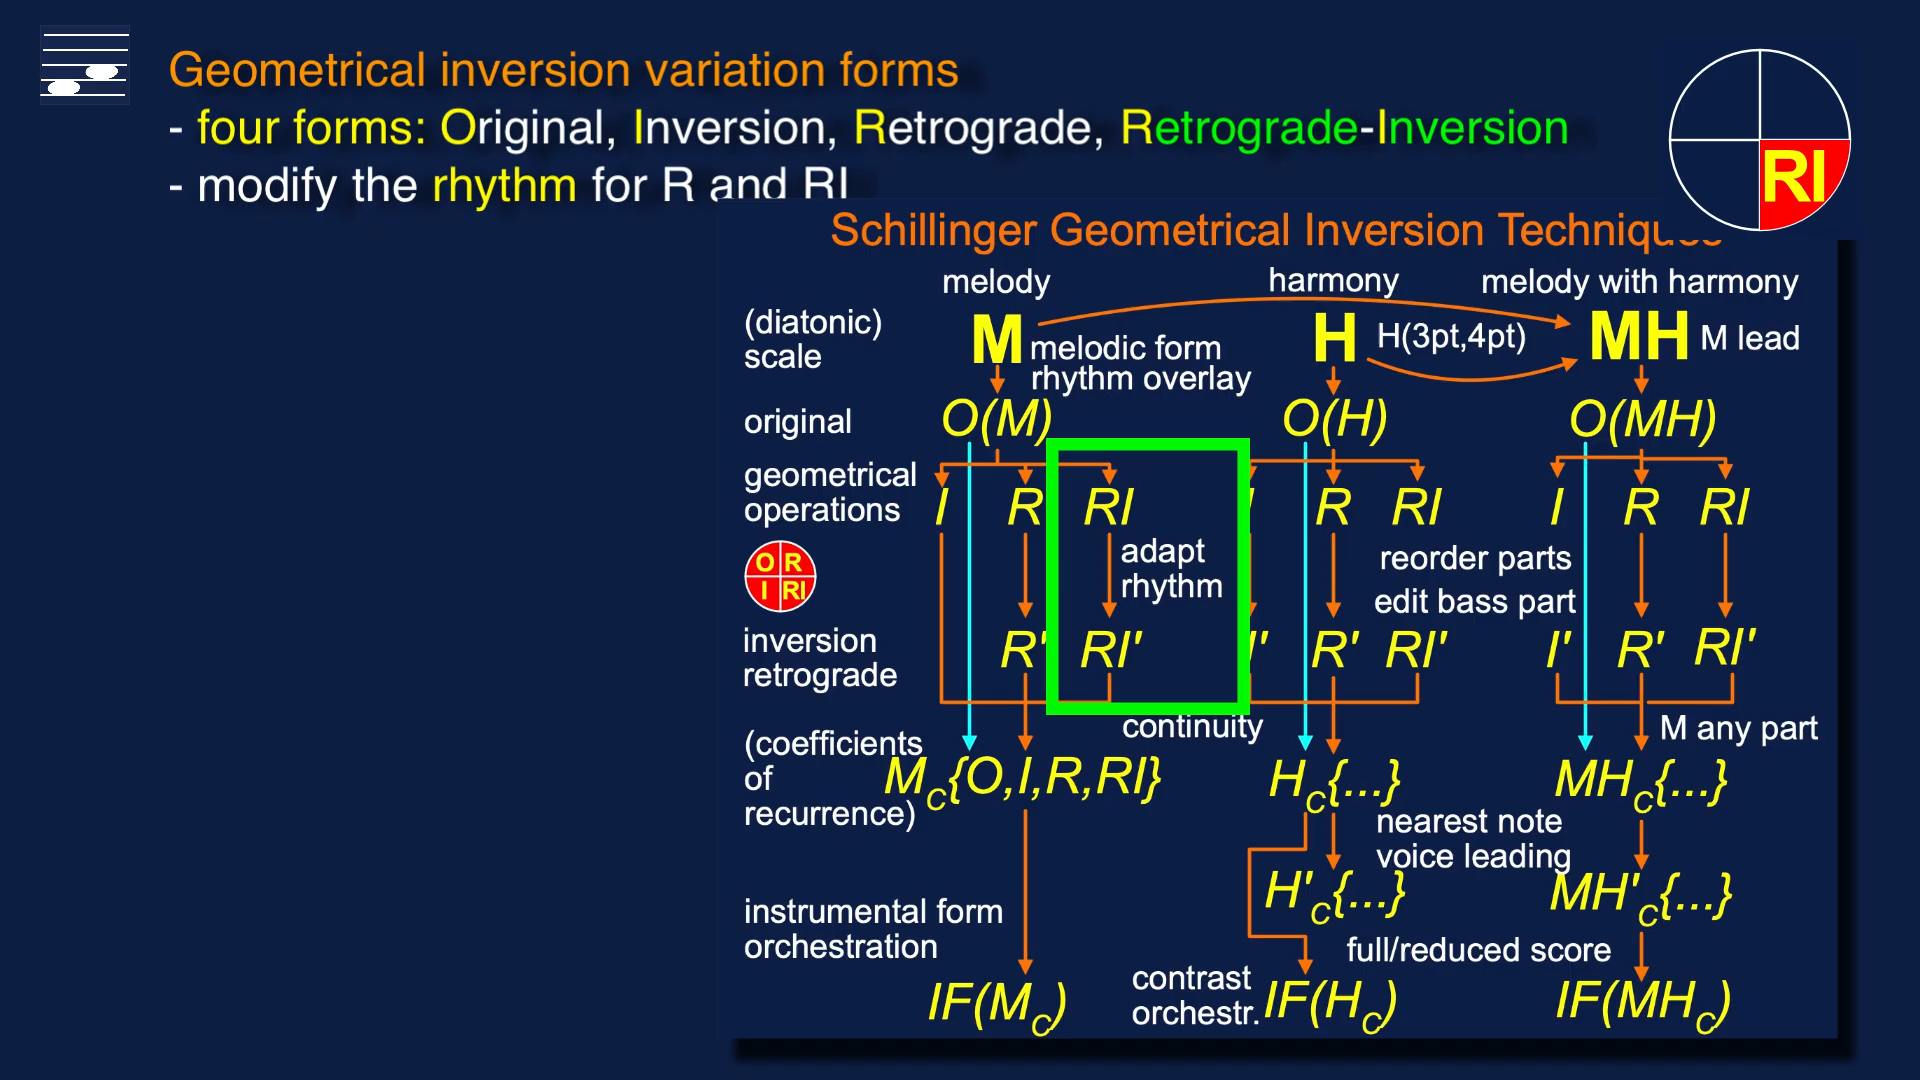 Geometrical inversion variation forms
- four forms: Original, Inversion, Retrograde, Retrograde-Inversion
- modify the rhythm for R and RI
RI
Schillinger Geometrical Inversion Techniques
melody harmony melody with harmony
(diatonic)
scale
M melodic form
rhythm overlay
H H(3pt,4pt)
MH M lead
original O(M) O(H) O(MH)
geometrical
operations
I R RI I R RI I R RI
adapt
rhythm
reorder parts
edit bass part
O R
I RI
inversion
retrograde
R' RI' I' R' RI' I' R' RI'
continuity
M any part
(coefficients
of
recurrence)
MC{O,I,R,RI} HC{...} MHC{...}
nearest note
voice leading
H'C{...} MH'C{...}
instrumental form
orchestration
full/reduced score
contrast
orchestr.
IF(MC) IF(HC) IF(MHC)